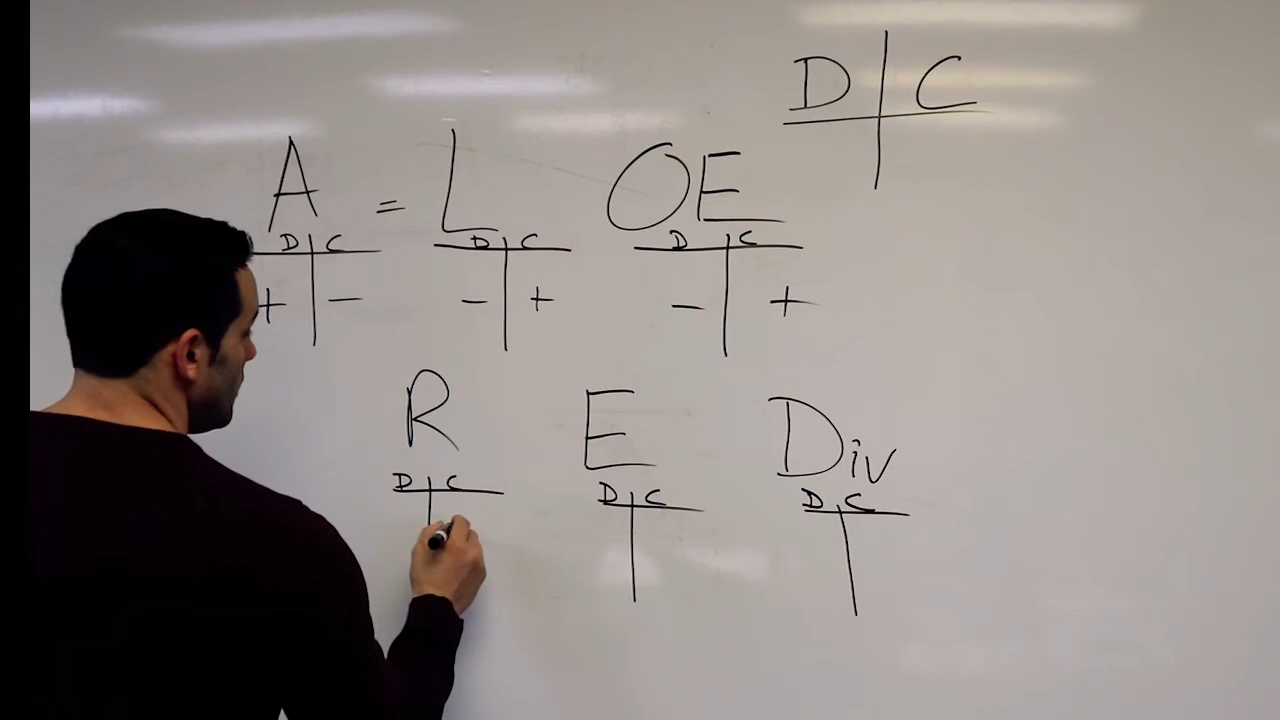 D C
A = L OE
D C D C D C
+ - - + - +
R E Div
D C D C D C